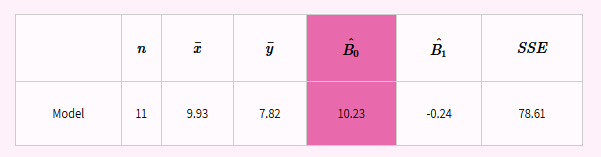 n x̄ ȳ B̂₀ B̂₁ SSE
Model 11 9.93 7.82 10.23 -0.24 78.61